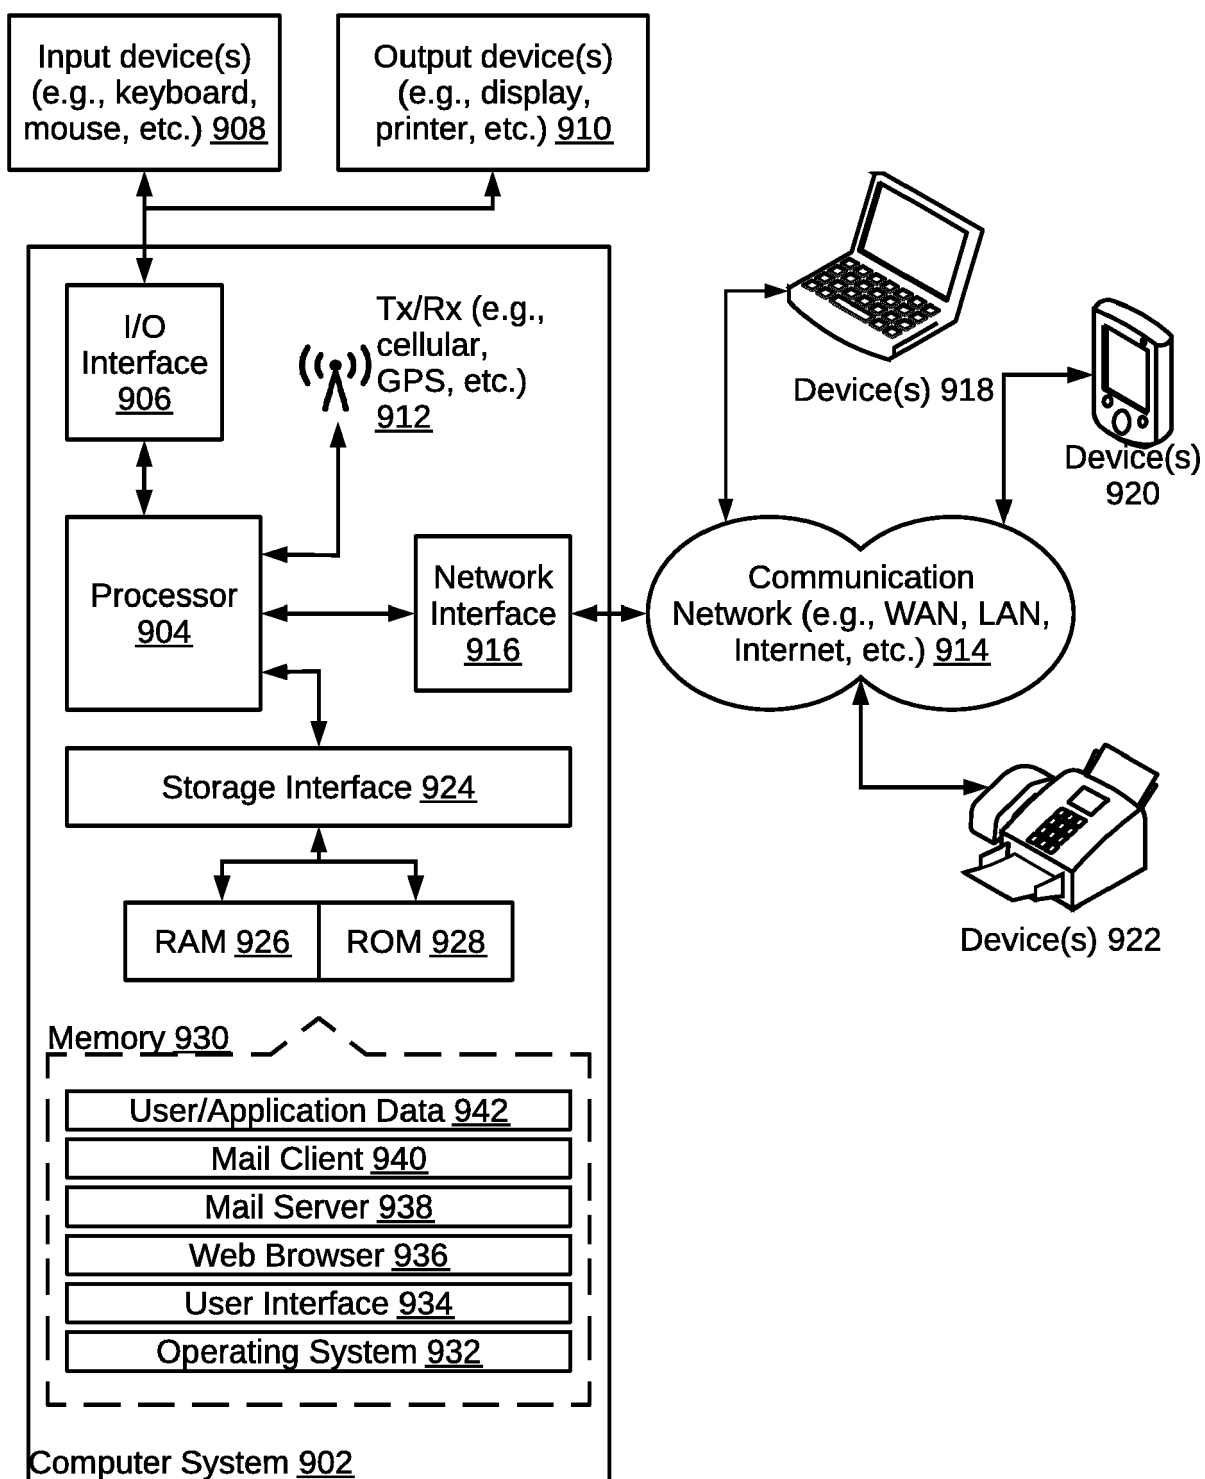 Input device(s)
(e.g., keyboard,
mouse, etc.) 908
Output device(s)
(e.g., display,
printer, etc.) 910
I/O
Interface
906
Tx/Rx (e.g.,
cellular,
GPS, etc.)
912
Device(s) 918
Device(s)
920
Processor
904
Network
Interface
916
Communication
Network (e.g., WAN, LAN,
Internet, etc.) 914
Storage Interface 924
RAM 926
ROM 928
Device(s) 922
Memory 930
User/Application Data 942
Mail Client 940
Mail Server 938
Web Browser 936
User Interface 934
Operating System 932
Computer System 902